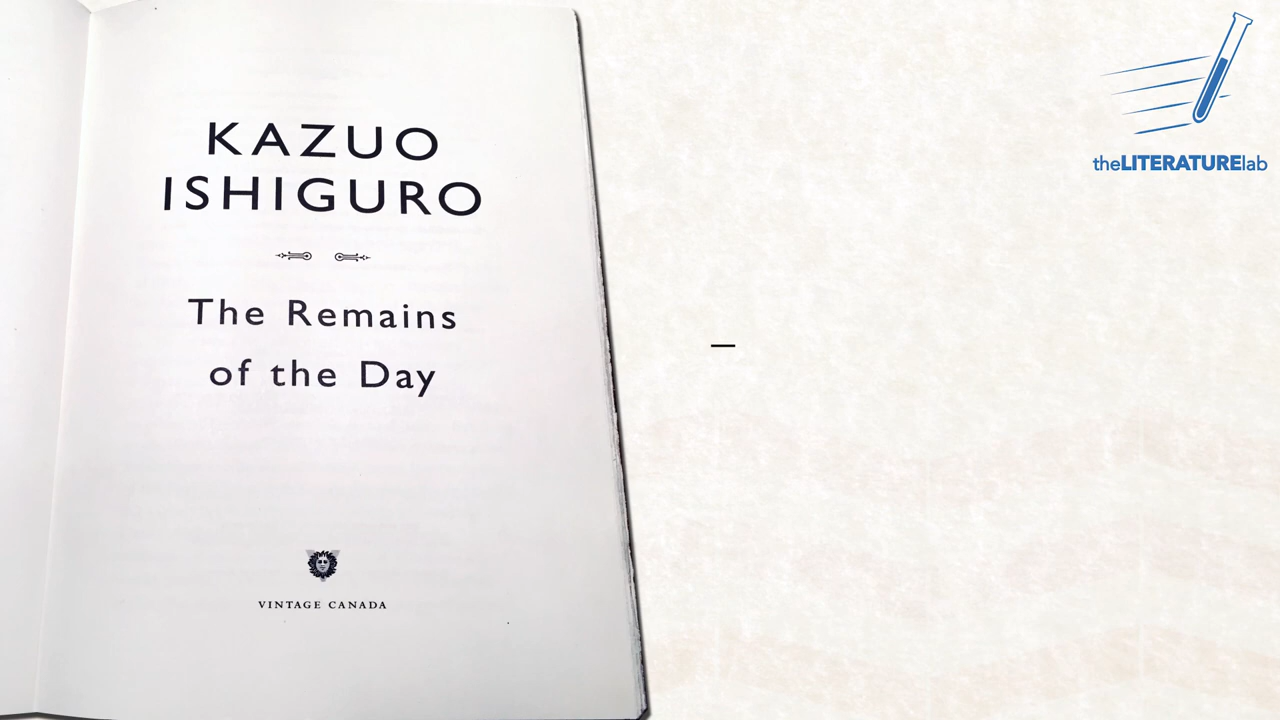 KAZUO
ISHIGURO
The Remains
of the Day
VINTAGE CANADA
—
theLITERATURElab